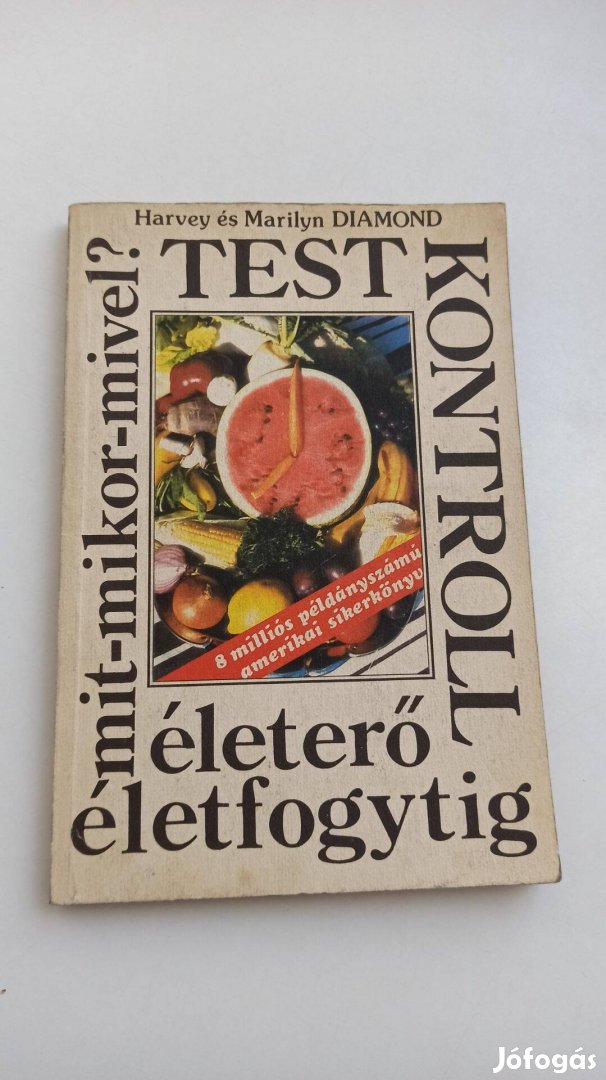 Harvey és Marilyn DIAMOND
TEST
KONTROLL
mit-mikor-mivel?
8 milliós példányszámú
amerikai sikerkönyv
életerő
életfogytig
Jófogás